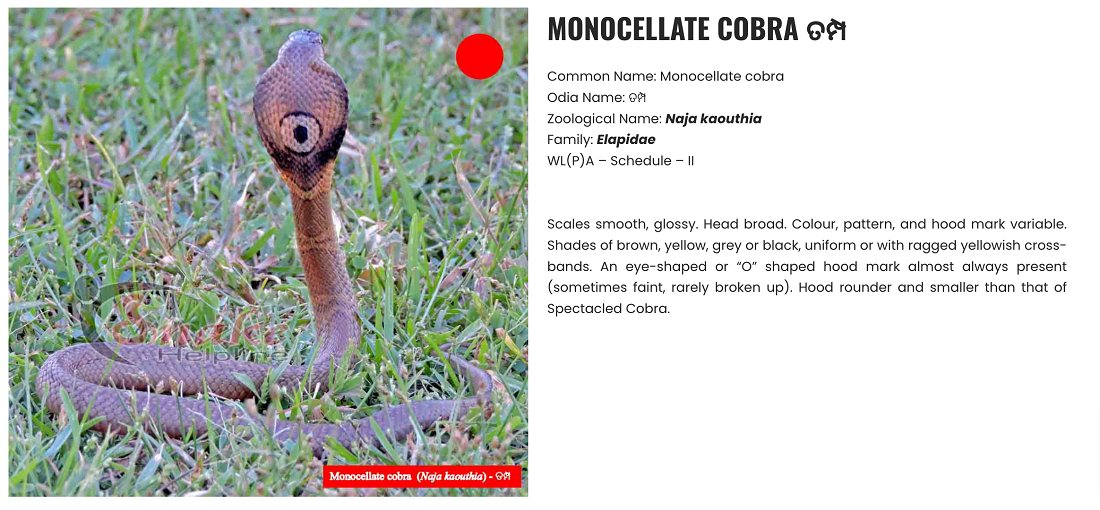 MONOCELLATE COBRA ତମ୍ପ
Common Name: Monocellate cobra
Odia Name: ତମ୍ପ
Zoological Name: Naja kaouthia
Family: Elapidae
WL(P)A – Schedule – II
Scales smooth, glossy. Head broad. Colour, pattern, and hood mark variable.
Shades of brown, yellow, grey or black, uniform or with ragged yellowish cross-
bands. An eye-shaped or “O” shaped hood mark almost always present
(sometimes faint, rarely broken up). Hood rounder and smaller than that of
Spectacled Cobra.
Snake
Helpline
Monocellate cobra (Naja kaouthia) - ତମ୍ପ